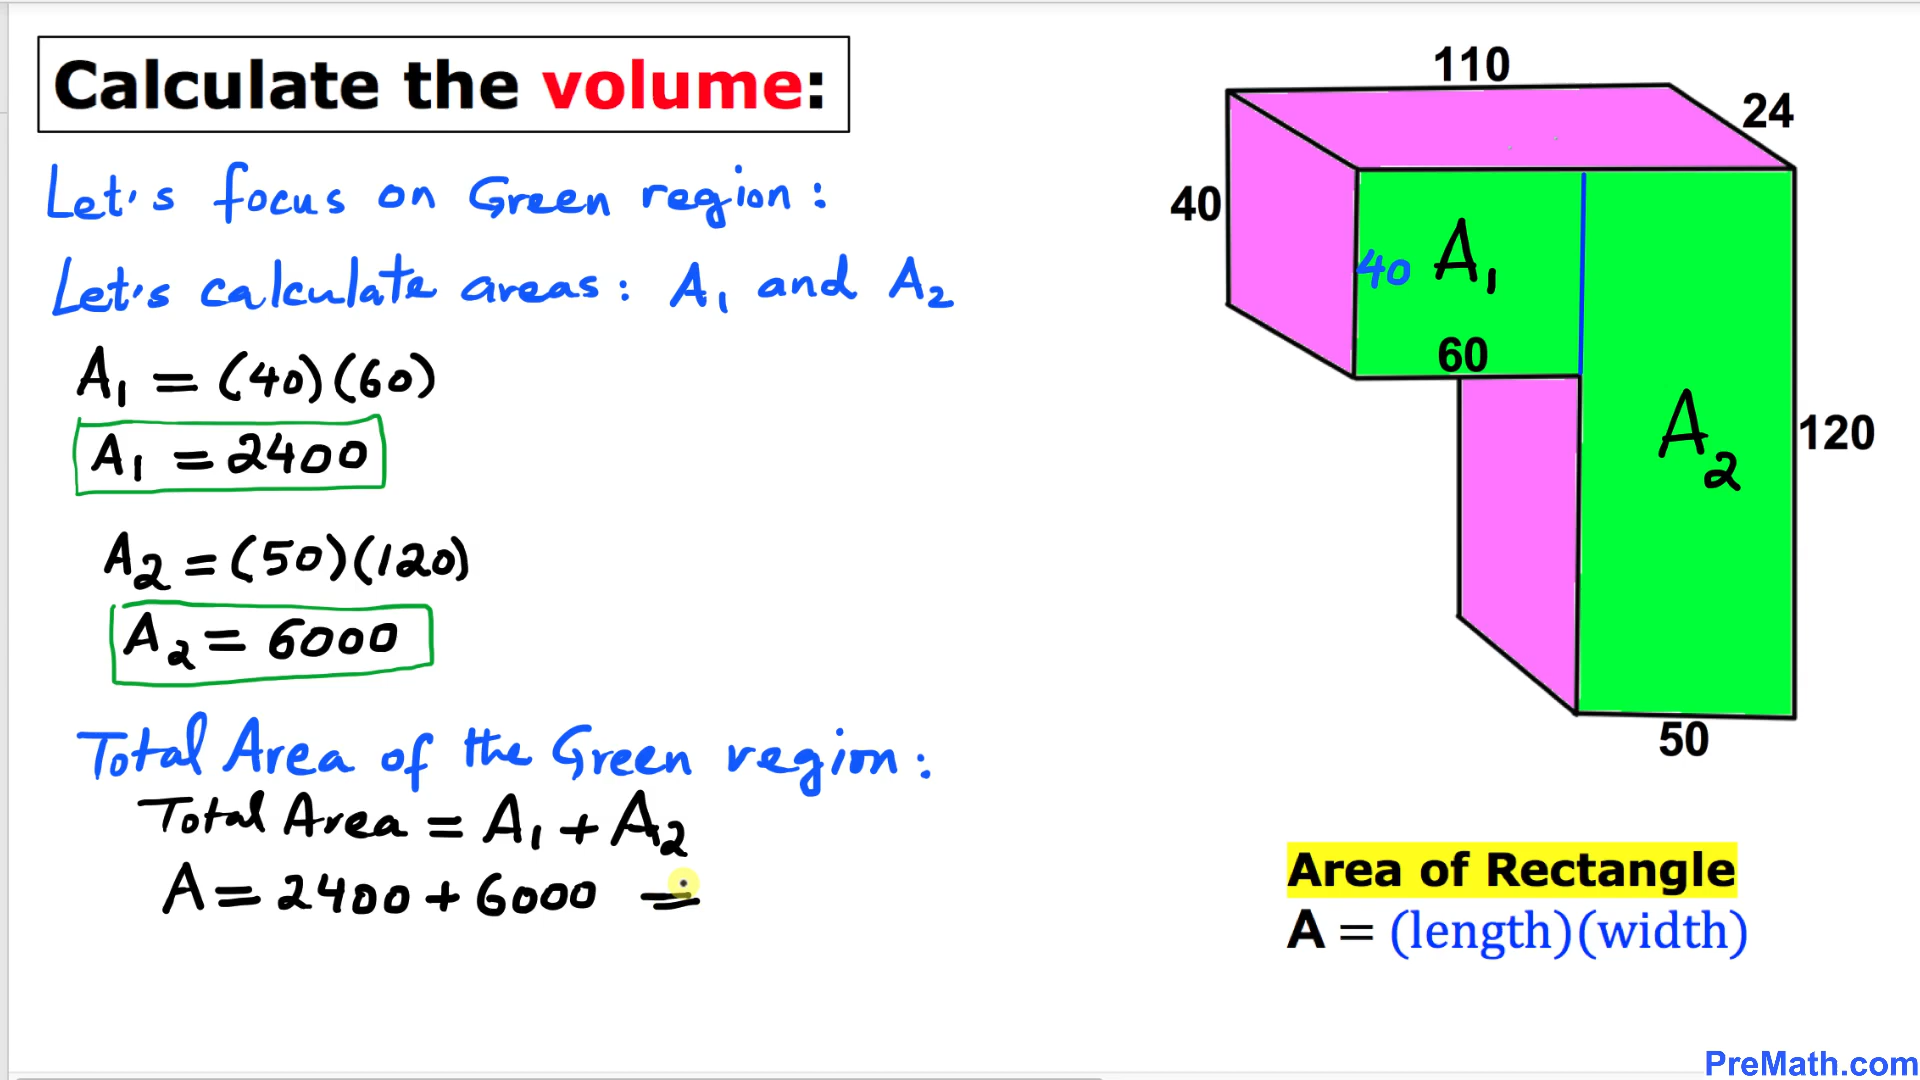 Calculate the volume:
Let's focus on Green region:
Let's calculate areas: A₁ and A₂
A₁ = (40)(60)
A₁ = 2400
A₂ = (50)(120)
A₂ = 6000
Total Area of the Green region:
Total Area = A₁ + A₂
A = 2400 + 6000 =
110
24
40
40
A₁
60
A₂
120
50
Area of Rectangle
A = (length)(width)
PreMath.com